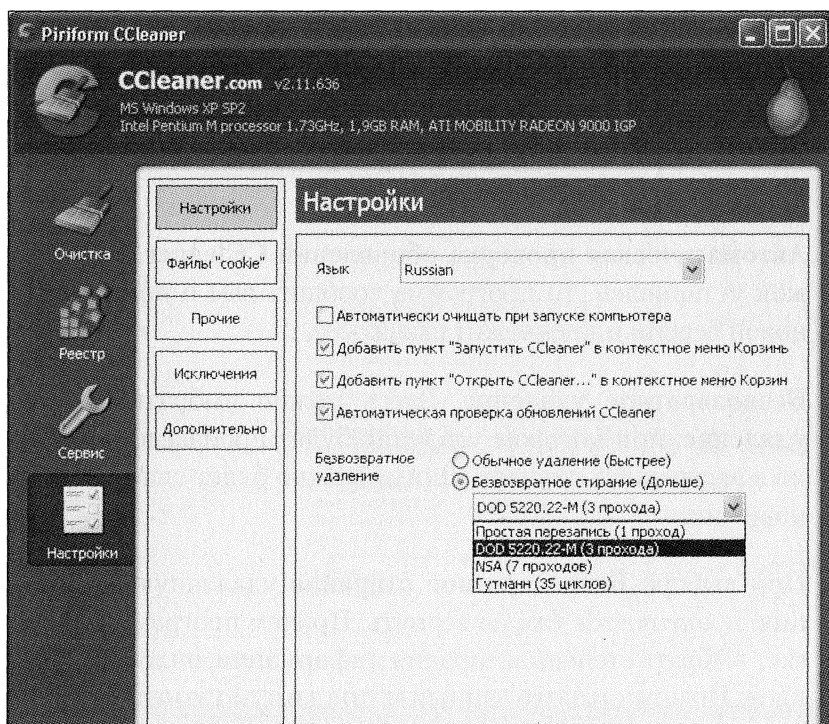 Piriform CCleaner
CCleaner.com v2.11.636
MS Windows XP SP2
Intel Pentium M processor 1.73GHz, 1,9GB RAM, ATI MOBILITY RADEON 9000 IGP
Очистка
Реестр
Сервис
Настройки
Настройки
Файлы "cookie"
Прочие
Исключения
Дополнительно
Настройки
Язык Russian
Автоматически очищать при запуске компьютера
Добавить пункт "Запустить CCleaner" в контекстное меню Корзинь
Добавить пункт "Открыть CCleaner..." в контекстное меню Корзин
Автоматическая проверка обновлений CCleaner
Безвозвратное
удаление
Обычное удаление (Быстрее)
Безвозвратное стирание (Дольше)
DOD 5220.22-M (3 прохода)
Простая перезапись (1 проход)
DOD 5220.22-M (3 прохода)
NSA (7 проходов)
Гутманн (35 циклов)